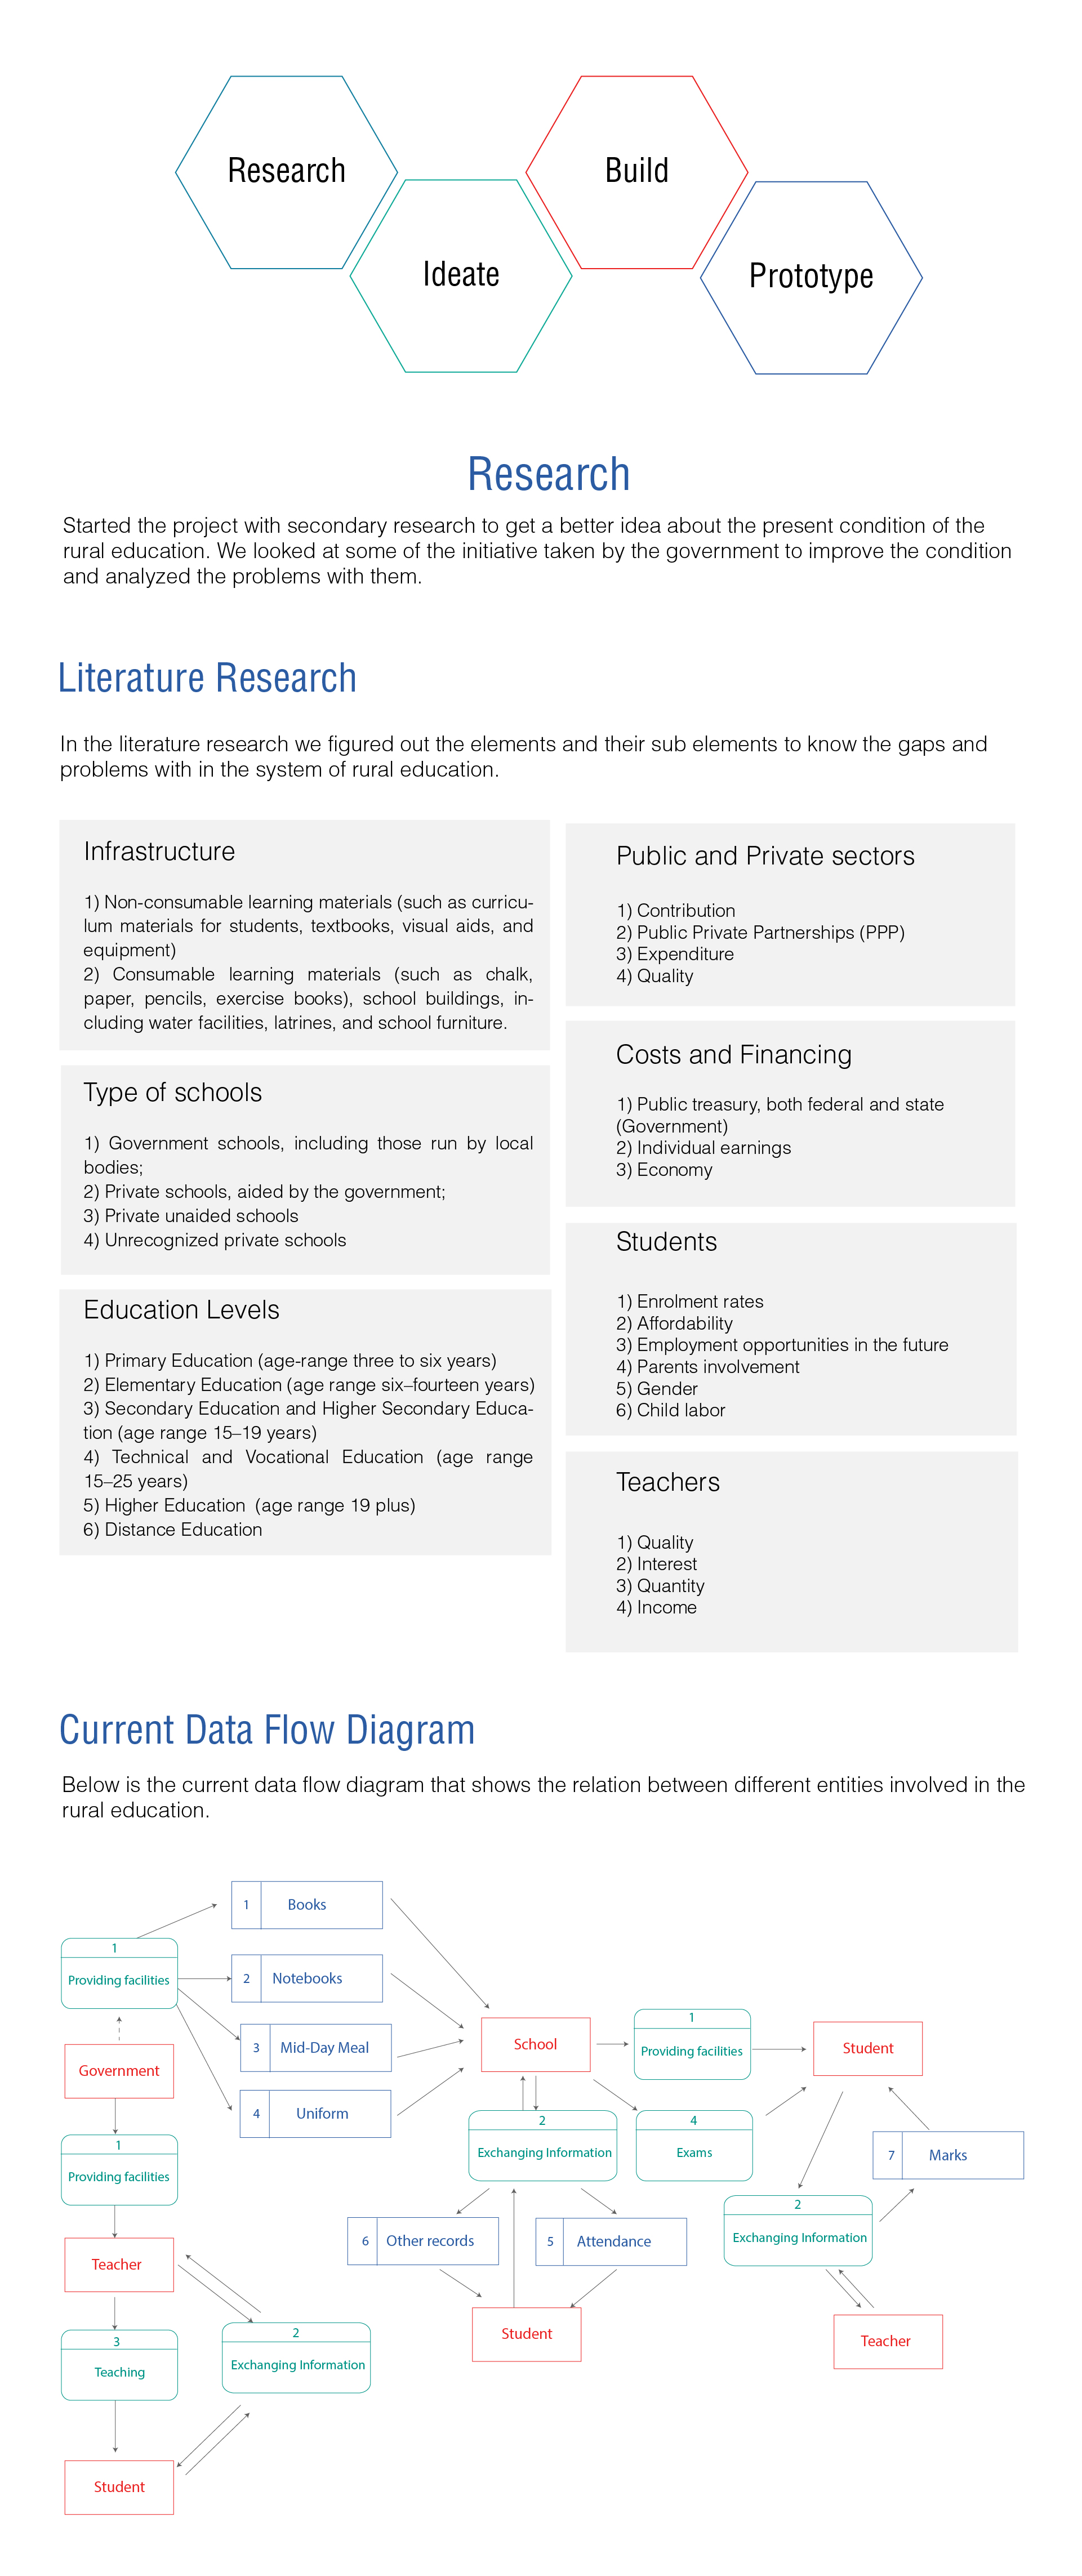 Research
Build
Ideate
Prototype
Research
Started the project with secondary research to get a better idea about the present condition of the
rural education. We looked at some of the initiative taken by the government to improve the condition
and analyzed the problems with them.
Literature Research
In the literature research we figured out the elements and their sub elements to know the gaps and
problems with in the system of rural education.
Infrastructure
1) Non-consumable learning materials (such as curricu-
lum materials for students, textbooks, visual aids, and
equipment)
2) Consumable learning materials (such as chalk,
paper, pencils, exercise books), school buildings, in-
cluding water facilities, latrines, and school furniture.
Type of schools
1) Government schools, including those run by local
bodies;
2) Private schools, aided by the government;
3) Private unaided schools
4) Unrecognized private schools
Education Levels
1) Primary Education (age-range three to six years)
2) Elementary Education (age range six–fourteen years)
3) Secondary Education and Higher Secondary Educa-
tion (age range 15–19 years)
4) Technical and Vocational Education (age range
15–25 years)
5) Higher Education (age range 19 plus)
6) Distance Education
Public and Private sectors
1) Contribution
2) Public Private Partnerships (PPP)
3) Expenditure
4) Quality
Costs and Financing
1) Public treasury, both federal and state
(Government)
2) Individual earnings
3) Economy
Students
1) Enrolment rates
2) Affordability
3) Employment opportunities in the future
4) Parents involvement
5) Gender
6) Child labor
Teachers
1) Quality
2) Interest
3) Quantity
4) Income
Current Data Flow Diagram
Below is the current data flow diagram that shows the relation between different entities involved in the
rural education.
1 Books
1
Providing facilities
2 Notebooks
3 Mid-Day Meal
4 Uniform
Government
1
Providing facilities
Teacher
3
Teaching
2
Exchanging Information
Student
School
1
Providing facilities
Student
2
Exchanging Information
4
Exams
7 Marks
6 Other records
5 Attendance
2
Exchanging Information
Student
Teacher